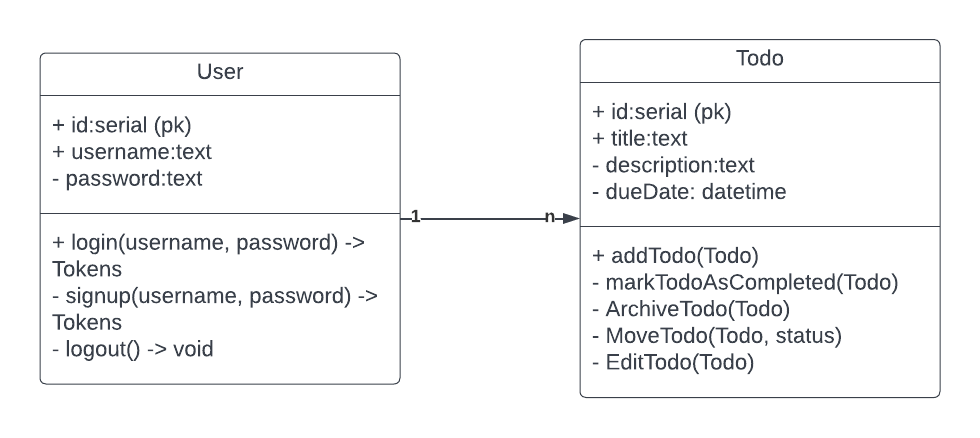 User
+ id:serial (pk)
+ username:text
- password:text
+ login(username, password) ->
Tokens
- signup(username, password) ->
Tokens
- logout() -> void
1
n
Todo
+ id:serial (pk)
+ title:text
- description:text
- dueDate: datetime
+ addTodo(Todo)
- markTodoAsCompleted(Todo)
- ArchiveTodo(Todo)
- MoveTodo(Todo, status)
- EditTodo(Todo)